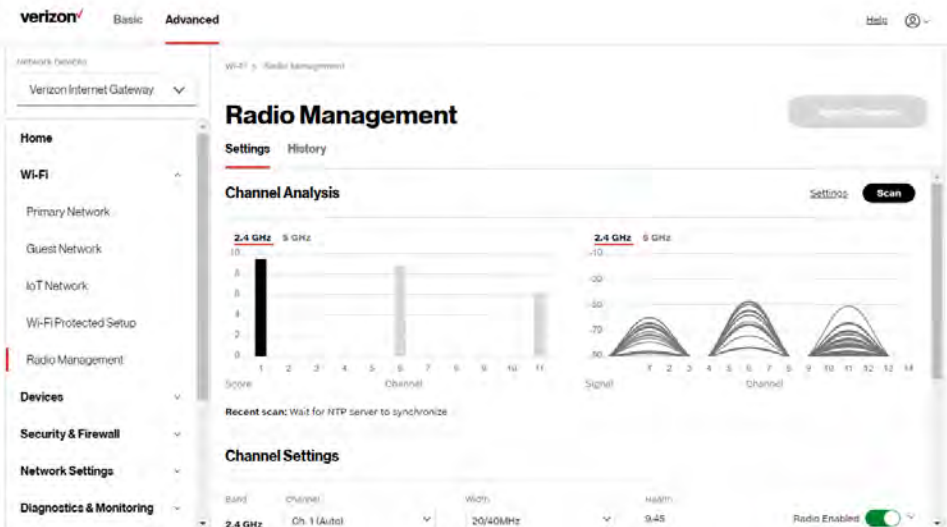 verizon Basic Advanced Help
Network Devices
Verizon Internet Gateway
Home
Wi-Fi
Primary Network
Guest Network
IoT Network
Wi-Fi Protected Setup
Radio Management
Devices
Security & Firewall
Network Settings
Diagnostics & Monitoring
Wi-Fi > Radio Management
Radio Management
Settings History
Channel Analysis Settings Scan
2.4 GHz 5 GHz
10
8
6
4
2
0
1 2 3 4 5 6 7 8 9 10 11
Score Channel
2.4 GHz 5 GHz
-10
-30
-50
-70
-90
1 2 3 4 5 6 7 8 9 10 11 12 13 14
Signal Channel
Recent scan: Wait for NTP server to synchronize
Channel Settings
Band Channel Width Health
2.4 GHz Ch. 1 (Auto) 20/40MHz 9.45 Radio Enabled